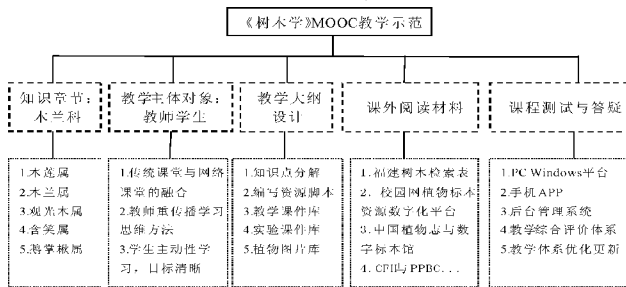 《树木学》MOOC教学示范
知识章节：
木兰科
教学主体对象：
教师学生
教学大纲
设计
课外阅读材料
课程测试与答疑
1.木莲属
2.木兰属
3.观光木属
4.含笑属
5.鹅掌楸属
1.传统课堂与网络
课堂的融合
2.教师重传播学习
思维方法
3.学生主动性学
习，目标清晰
1.知识点分解
2.编写资源脚本
3.教学课件库
4.实验课件库
5.植物图片库
1.福建树木检索表
2．校园网植物标本
资源数字化平台
3.中国植物志与数
字标本馆
4. CFH与PPBC...
1.PC Windows平台
2.手机APP
3.后台管理系统
4.教学综合评价体系
5.教学体系优化更新